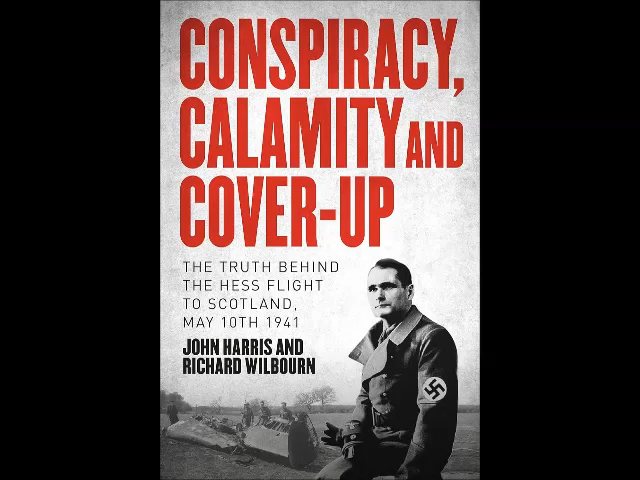 CONSPIRACY,
CALAMITY AND
COVER-UP
THE TRUTH BEHIND
THE HESS FLIGHT
TO SCOTLAND,
MAY 10TH 1941
JOHN HARRIS AND
RICHARD WILBOURN